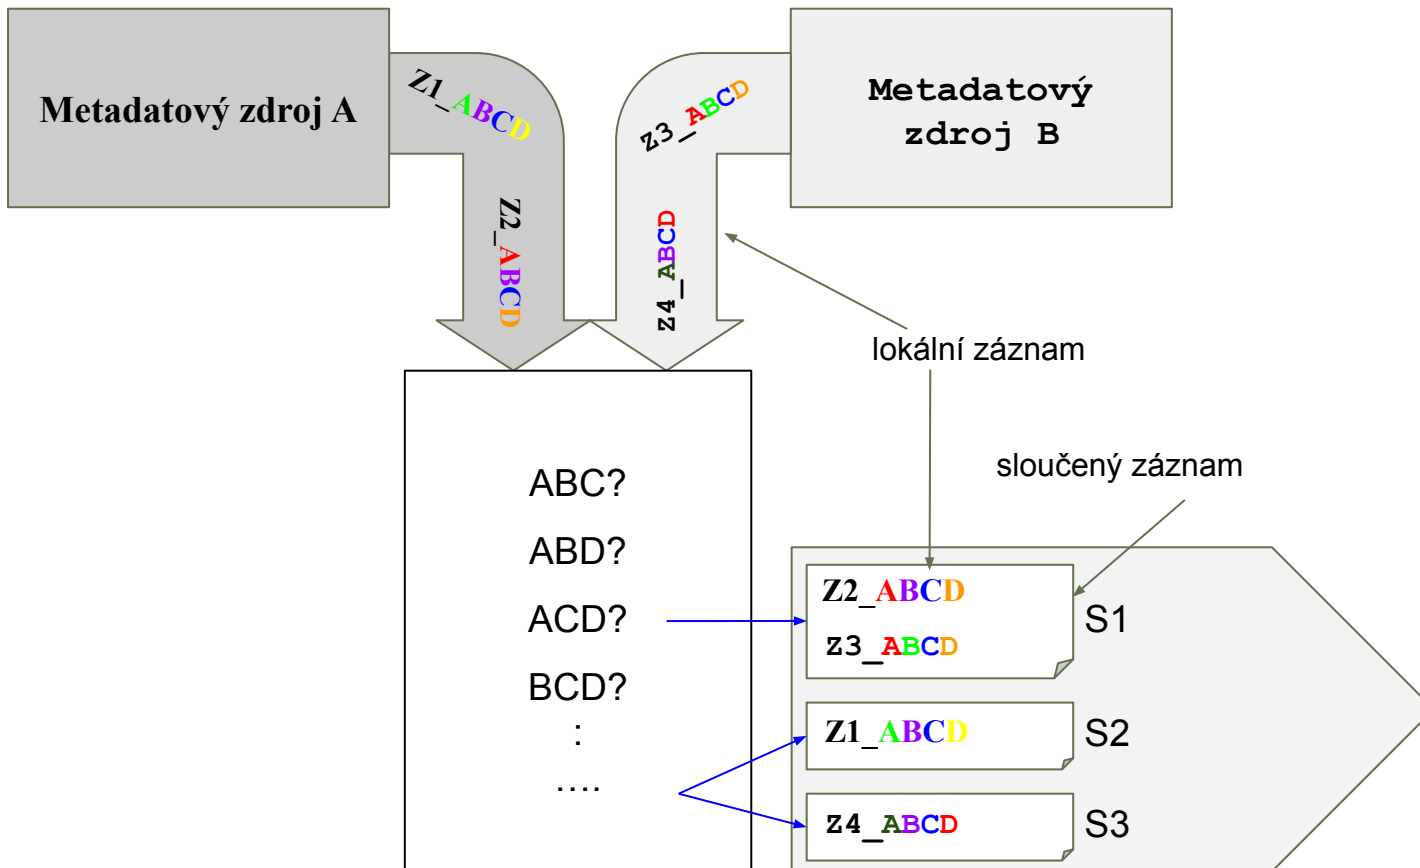 Metadatový zdroj A
Z1_ABCD
Z2_ABCD
Z3_ABCD
Z4_ABCD
Metadatový
zdroj B
lokální záznam
sloučený záznam
ABC?
ABD?
ACD?
BCD?
:
....
Z2_ABCD
Z3_ABCD
S1
Z1_ABCD
S2
Z4_ABCD
S3